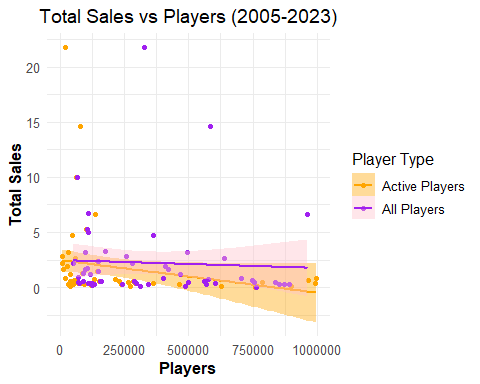 Total Sales vs Players (2005-2023)
Total Sales
20
15
10
5
0
0 250000 500000 750000 1000000
Players
Player Type
Active Players
All Players